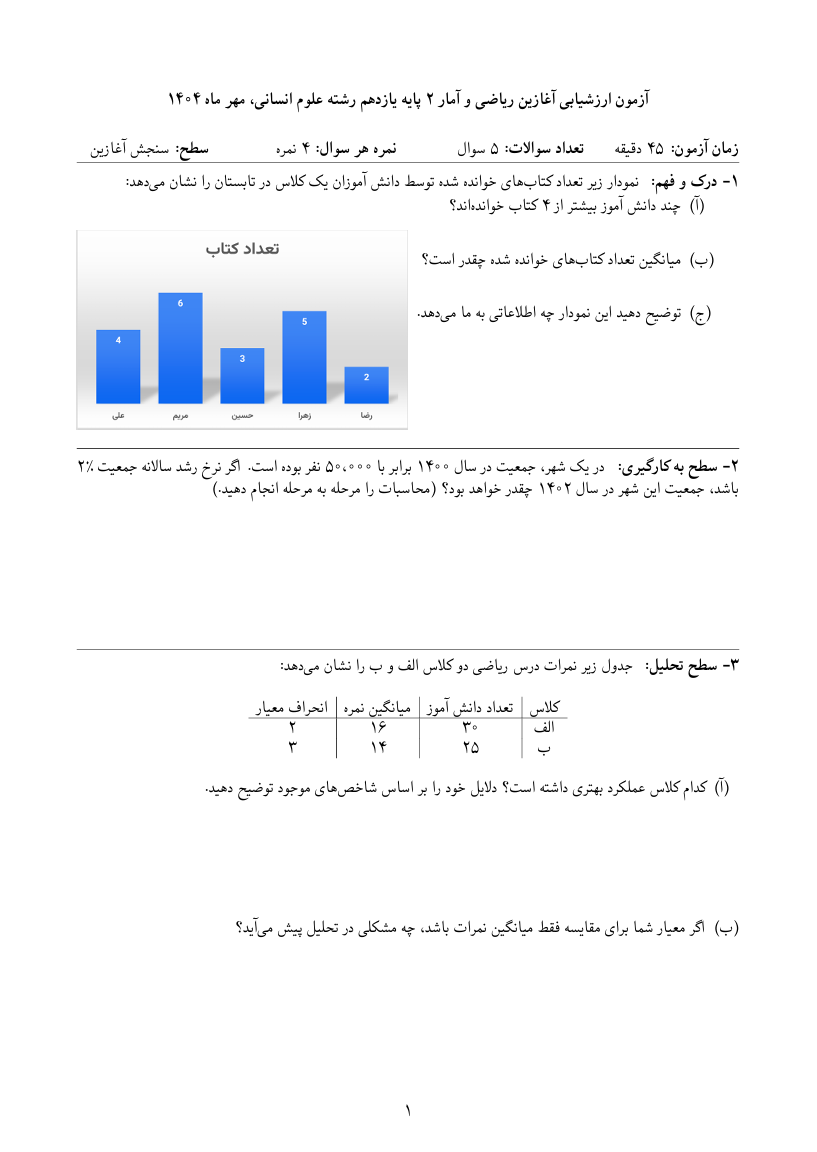 آزمون ارزشیابی آغازین ریاضی و آمار ۲ پایه یازدهم رشته علوم انسانی، مهر ماه ۱۴۰۴
زمان آزمون: ۴۵ دقیقه تعداد سوالات: ۵ سوال نمره هر سوال: ۴ نمره سطح: سنجش آغازین
۱- درک و فهم: نمودار زیر تعداد کتاب‌های خوانده شده توسط دانش آموزان یک کلاس در تابستان را نشان می‌دهد:
(آ) چند دانش آموز بیشتر از ۴ کتاب خوانده‌اند؟
(ب) میانگین تعداد کتاب‌های خوانده شده چقدر است؟
(ج) توضیح دهید این نمودار چه اطلاعاتی به ما می‌دهد.
تعداد کتاب
4 6 3 5 2
علی مریم حسین زهرا رضا
۲- سطح به کارگیری: در یک شهر، جمعیت در سال ۱۴۰۰ برابر با ۵۰،۰۰۰ نفر بوده است. اگر نرخ رشد سالانه جمعیت ۲٪
باشد، جمعیت این شهر در سال ۱۴۰۲ چقدر خواهد بود؟ (محاسبات را مرحله به مرحله انجام دهید.)
۳- سطح تحلیل: جدول زیر نمرات درس ریاضی دو کلاس الف و ب را نشان می‌دهد:
کلاس تعداد دانش آموز میانگین نمره انحراف معیار
الف ۳۰ ۱۶ ۲
ب ۲۵ ۱۴ ۳
(آ) کدام کلاس عملکرد بهتری داشته است؟ دلایل خود را بر اساس شاخص‌های موجود توضیح دهید.
(ب) اگر معیار شما برای مقایسه فقط میانگین نمرات باشد، چه مشکلی در تحلیل پیش می‌آید؟
۱